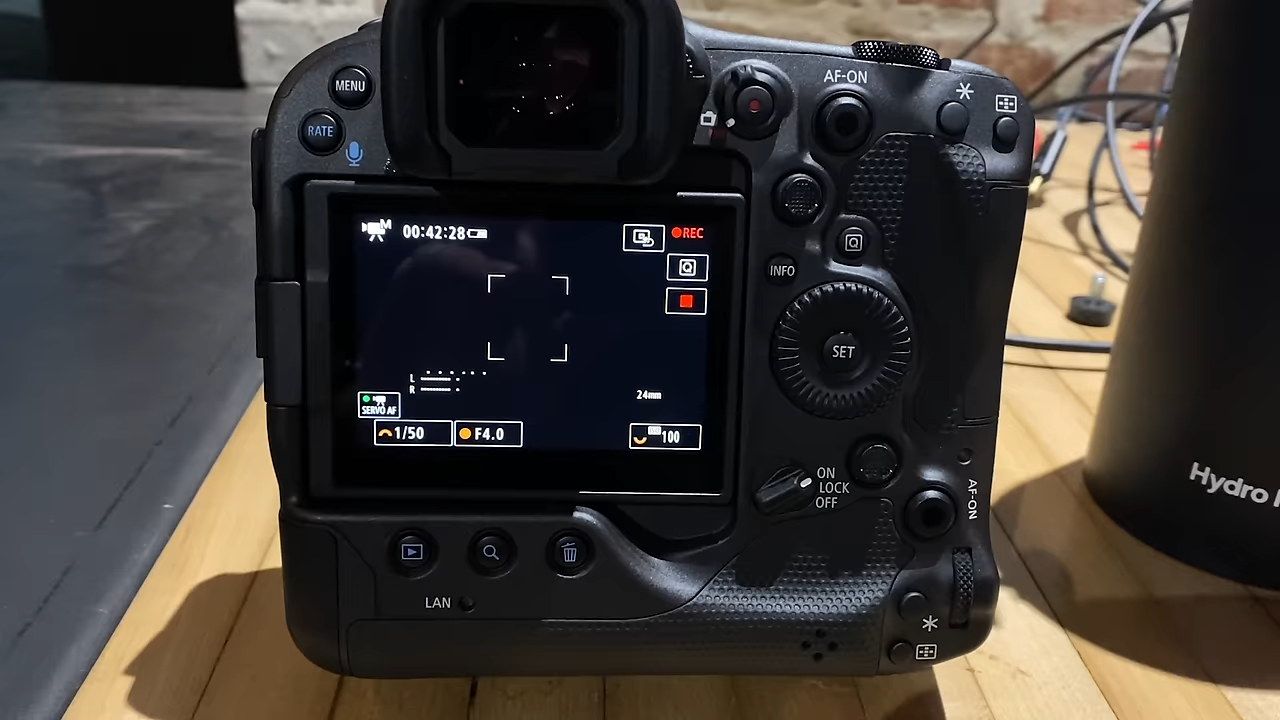 MENU
RATE
AF-ON
M
00:42:28
REC
Q
Q
INFO
SET
L
R
24mm
SERVO AF
1/50
F4.0
ISO
100
ON
LOCK
OFF
AF-ON
LAN
Hydro